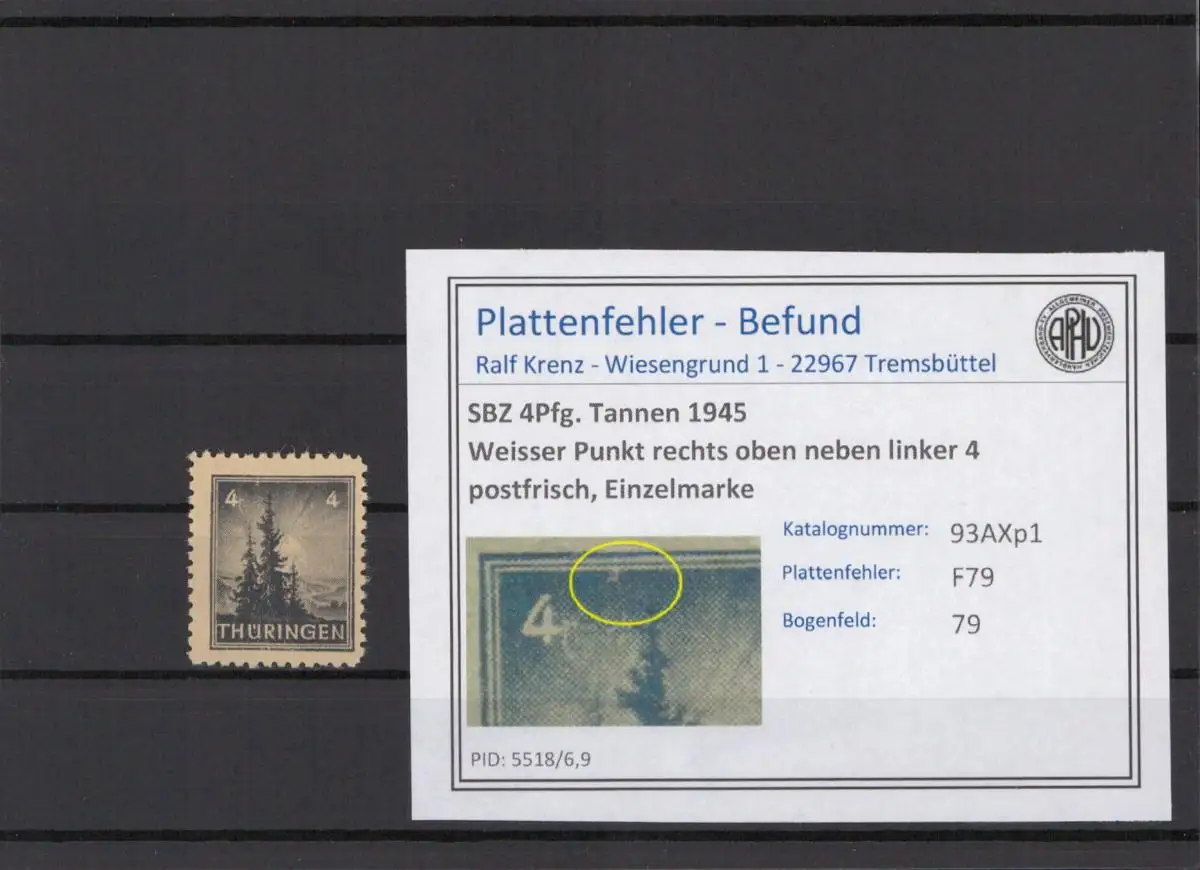 4 4
THÜRINGEN
Plattenfehler - Befund
Ralf Krenz - Wiesengrund 1 - 22967 Tremsbüttel
APHV
SBZ 4Pfg. Tannen 1945
Weisser Punkt rechts oben neben linker 4
postfrisch, Einzelmarke
4
Katalognummer: 93AXp1
Plattenfehler: F79
Bogenfeld: 79
PID: 5518/6,9